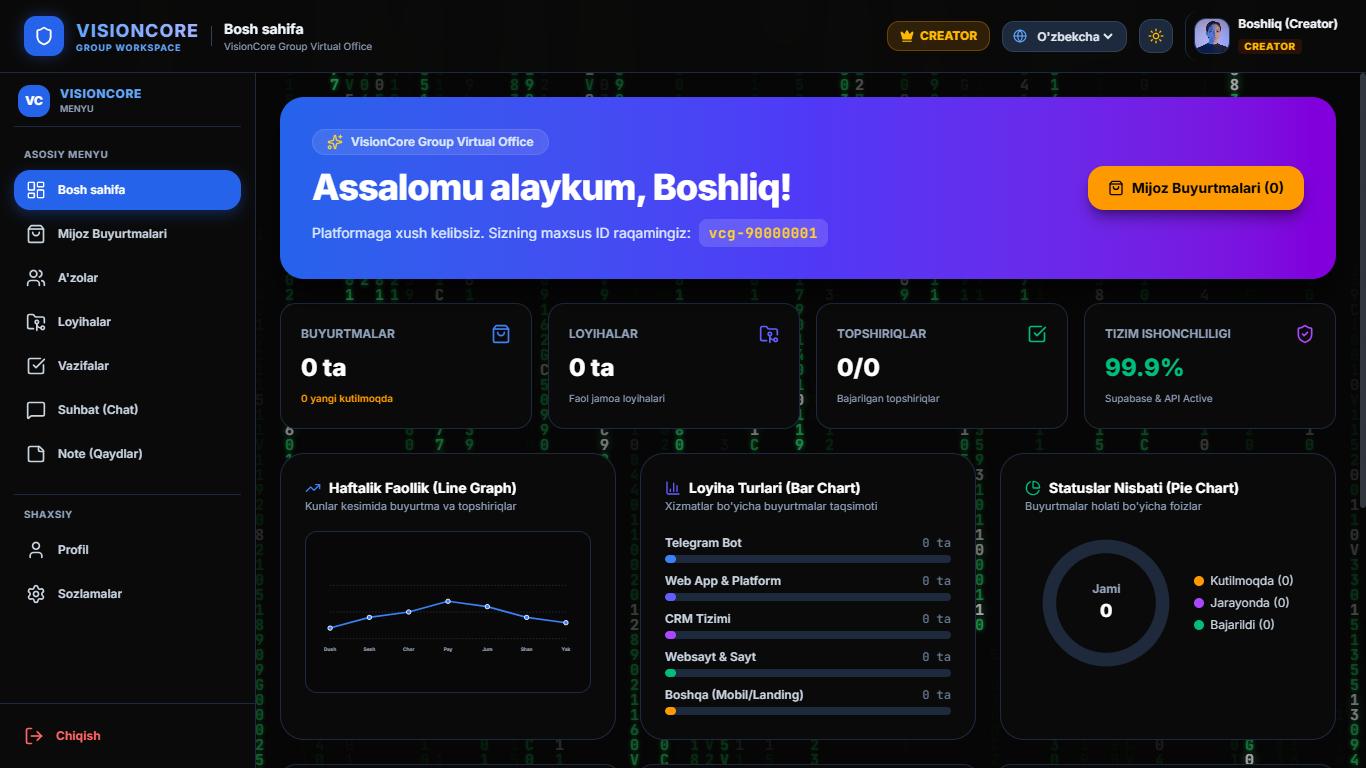 VISIONCORE
GROUP WORKSPACE
Bosh sahifa
VisionCore Group Virtual Office
CREATOR
O'zbekcha
Boshliq (Creator)
CREATOR
VC
VISIONCORE
MENYU
ASOSIY MENYU
Bosh sahifa
Mijoz Buyurtmalari
A'zolar
Loyihalar
Vazifalar
Suhbat (Chat)
Note (Qaydlar)
SHAXSIY
Profil
Sozlamalar
Chiqish
VisionCore Group Virtual Office
Assalomu alaykum, Boshliq!
Platformaga xush kelibsiz. Sizning maxsus ID raqamingiz: vcg-90000001
Mijoz Buyurtmalari (0)
BUYURTMALAR
0 ta
0 yangi kutilmoqda
LOYIHALAR
0 ta
Faol jamoa loyihalari
TOPSHIRIQLAR
0/0
Bajarilgan topshiriqlar
TIZIM ISHONCHLILIGI
99.9%
Supabase & API Active
Haftalik Faollik (Line Graph)
Kunlar kesimida buyurtma va topshiriqlar
Dush Sesh Chor Pay Jum Shan Yak
Loyiha Turlari (Bar Chart)
Xizmatlar bo'yicha buyurtmalar taqsimoti
Telegram Bot 0 ta
Web App & Platform 0 ta
CRM Tizimi 0 ta
Websayt & Sayt 0 ta
Boshqa (Mobil/Landing) 0 ta
Statuslar Nisbati (Pie Chart)
Buyurtmalar holati bo'yicha foizlar
Jami
0
Kutilmoqda (0)
Jarayonda (0)
Bajarildi (0)